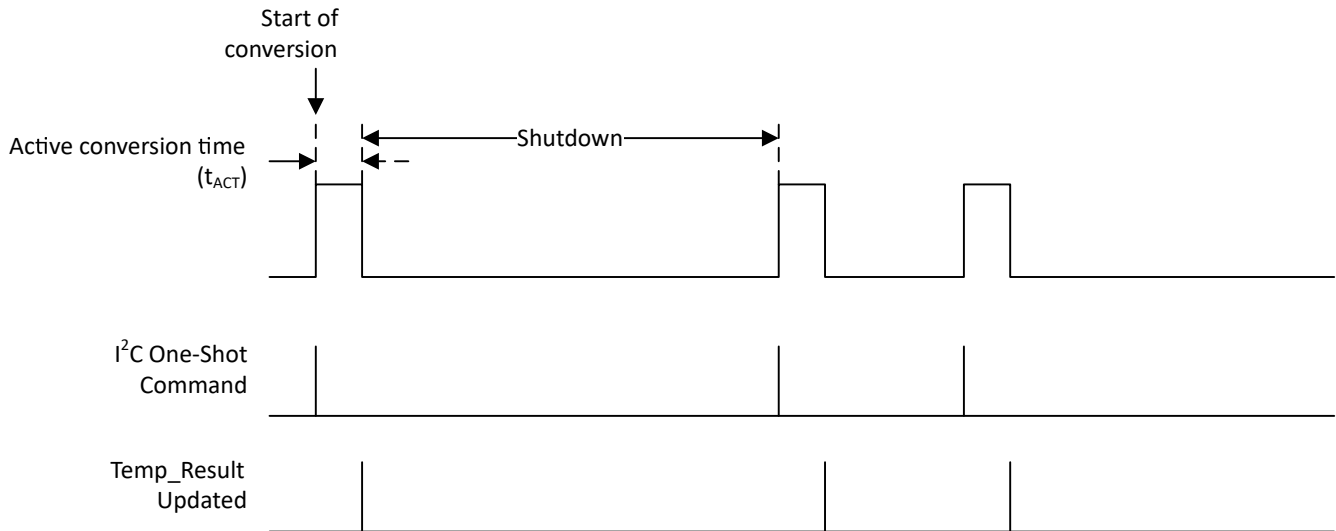 Start of
conversion
Active conversion time
(tACT)
Shutdown
I²C One-Shot
Command
Temp_Result
Updated